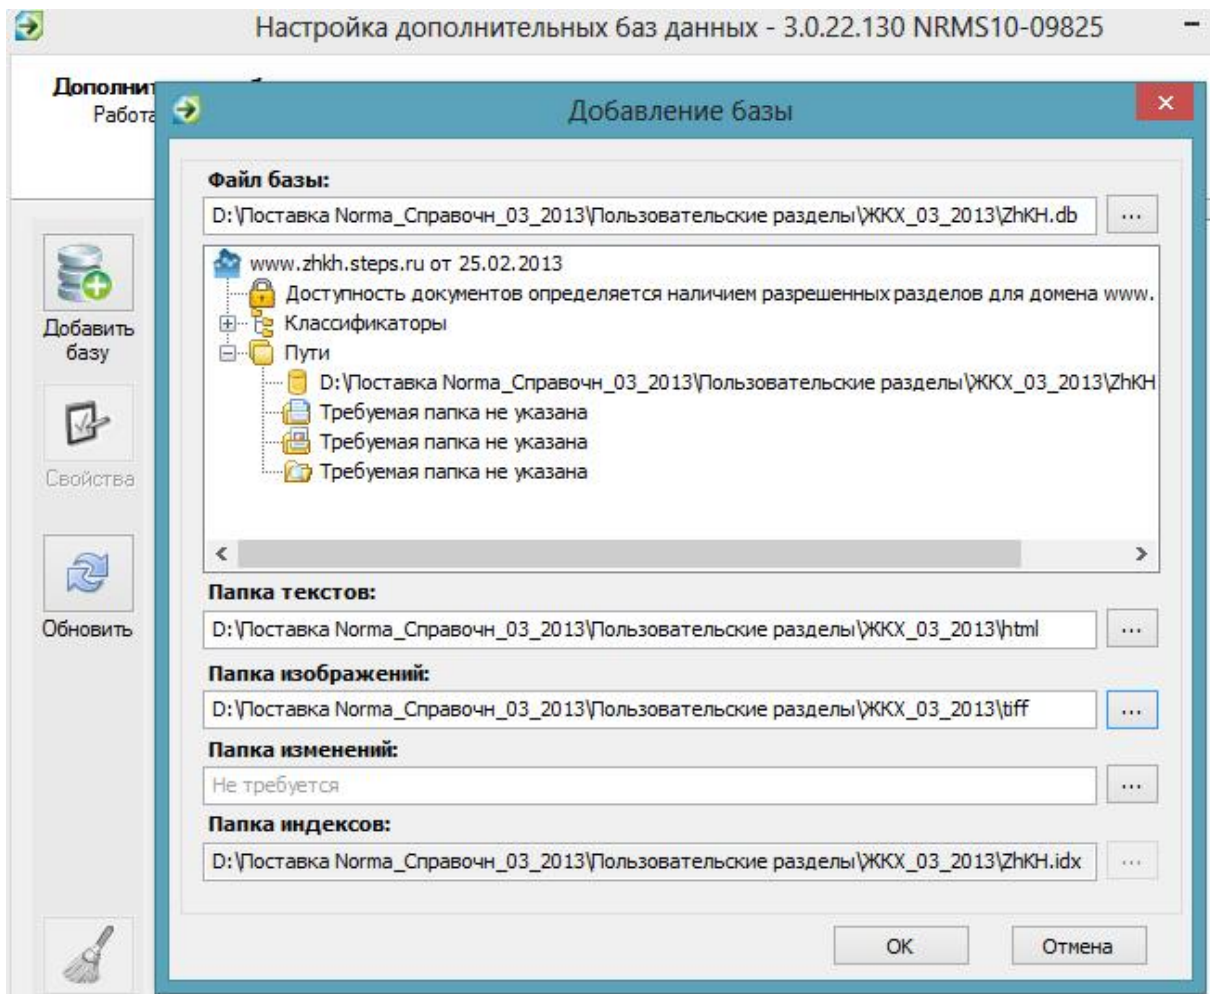 Настройка дополнительных баз данных - 3.0.22.130 NRMS10-09825
Работа
Добавление базы
Файл базы:
D:\Поставка Norma_Справочн_03_2013\Пользовательские разделы\ЖКХ_03_2013\ZhKH.db
...
www.zhkh.steps.ru от 25.02.2013
Доступность документов определяется наличием разрешенных разделов для домена www.
Классификаторы
Пути
D:\Поставка Norma_Справочн_03_2013\Пользовательские разделы\ЖКХ_03_2013\ZhKH
Требуемая папка не указана
Требуемая папка не указана
Требуемая папка не указана
Добавить
базу
Свойства
Обновить
Папка текстов:
D:\Поставка Norma_Справочн_03_2013\Пользовательские разделы\ЖКХ_03_2013\html
...
Папка изображений:
D:\Поставка Norma_Справочн_03_2013\Пользовательские разделы\ЖКХ_03_2013\tiff
...
Папка изменений:
Не требуется
...
Папка индексов:
D:\Поставка Norma_Справочн_03_2013\Пользовательские разделы\ЖКХ_03_2013\ZhKH.idx
...
ОК
Отмена